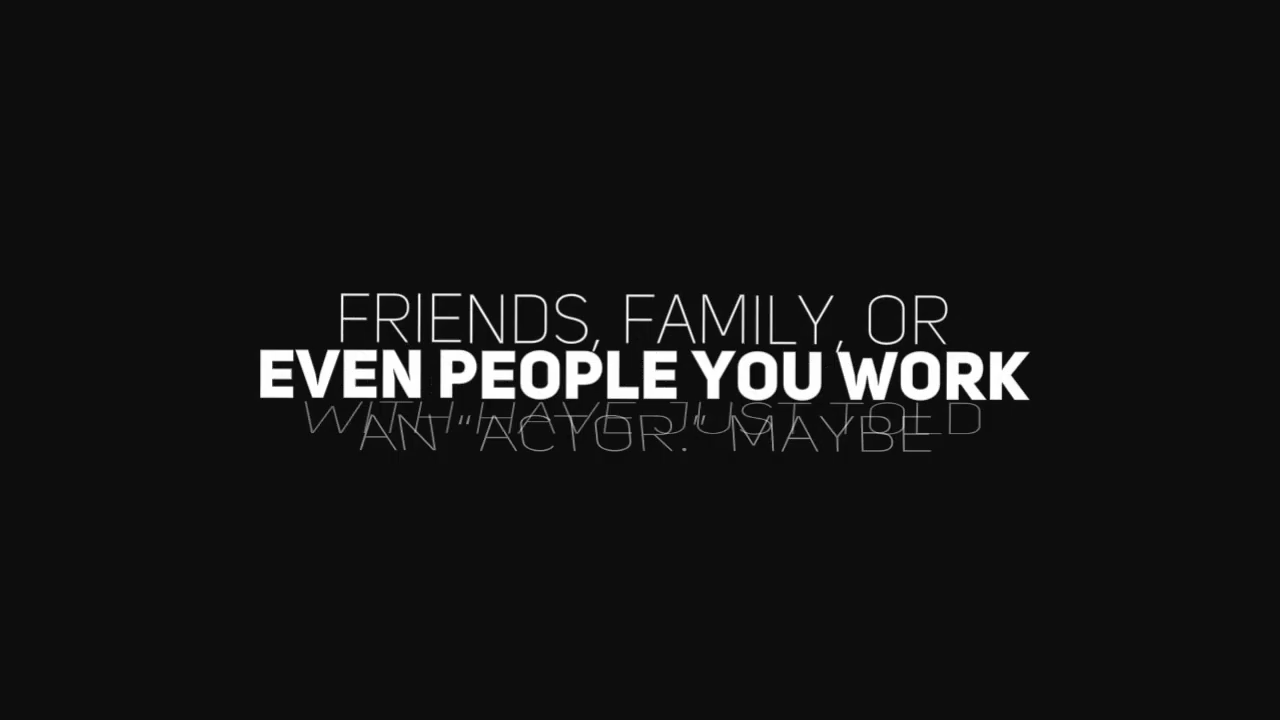 FRIENDS, FAMILY, OR
EVEN PEOPLE YOU WORK
WITH HAVE JUST TOLD
AN “ACTOR.” MAYBE